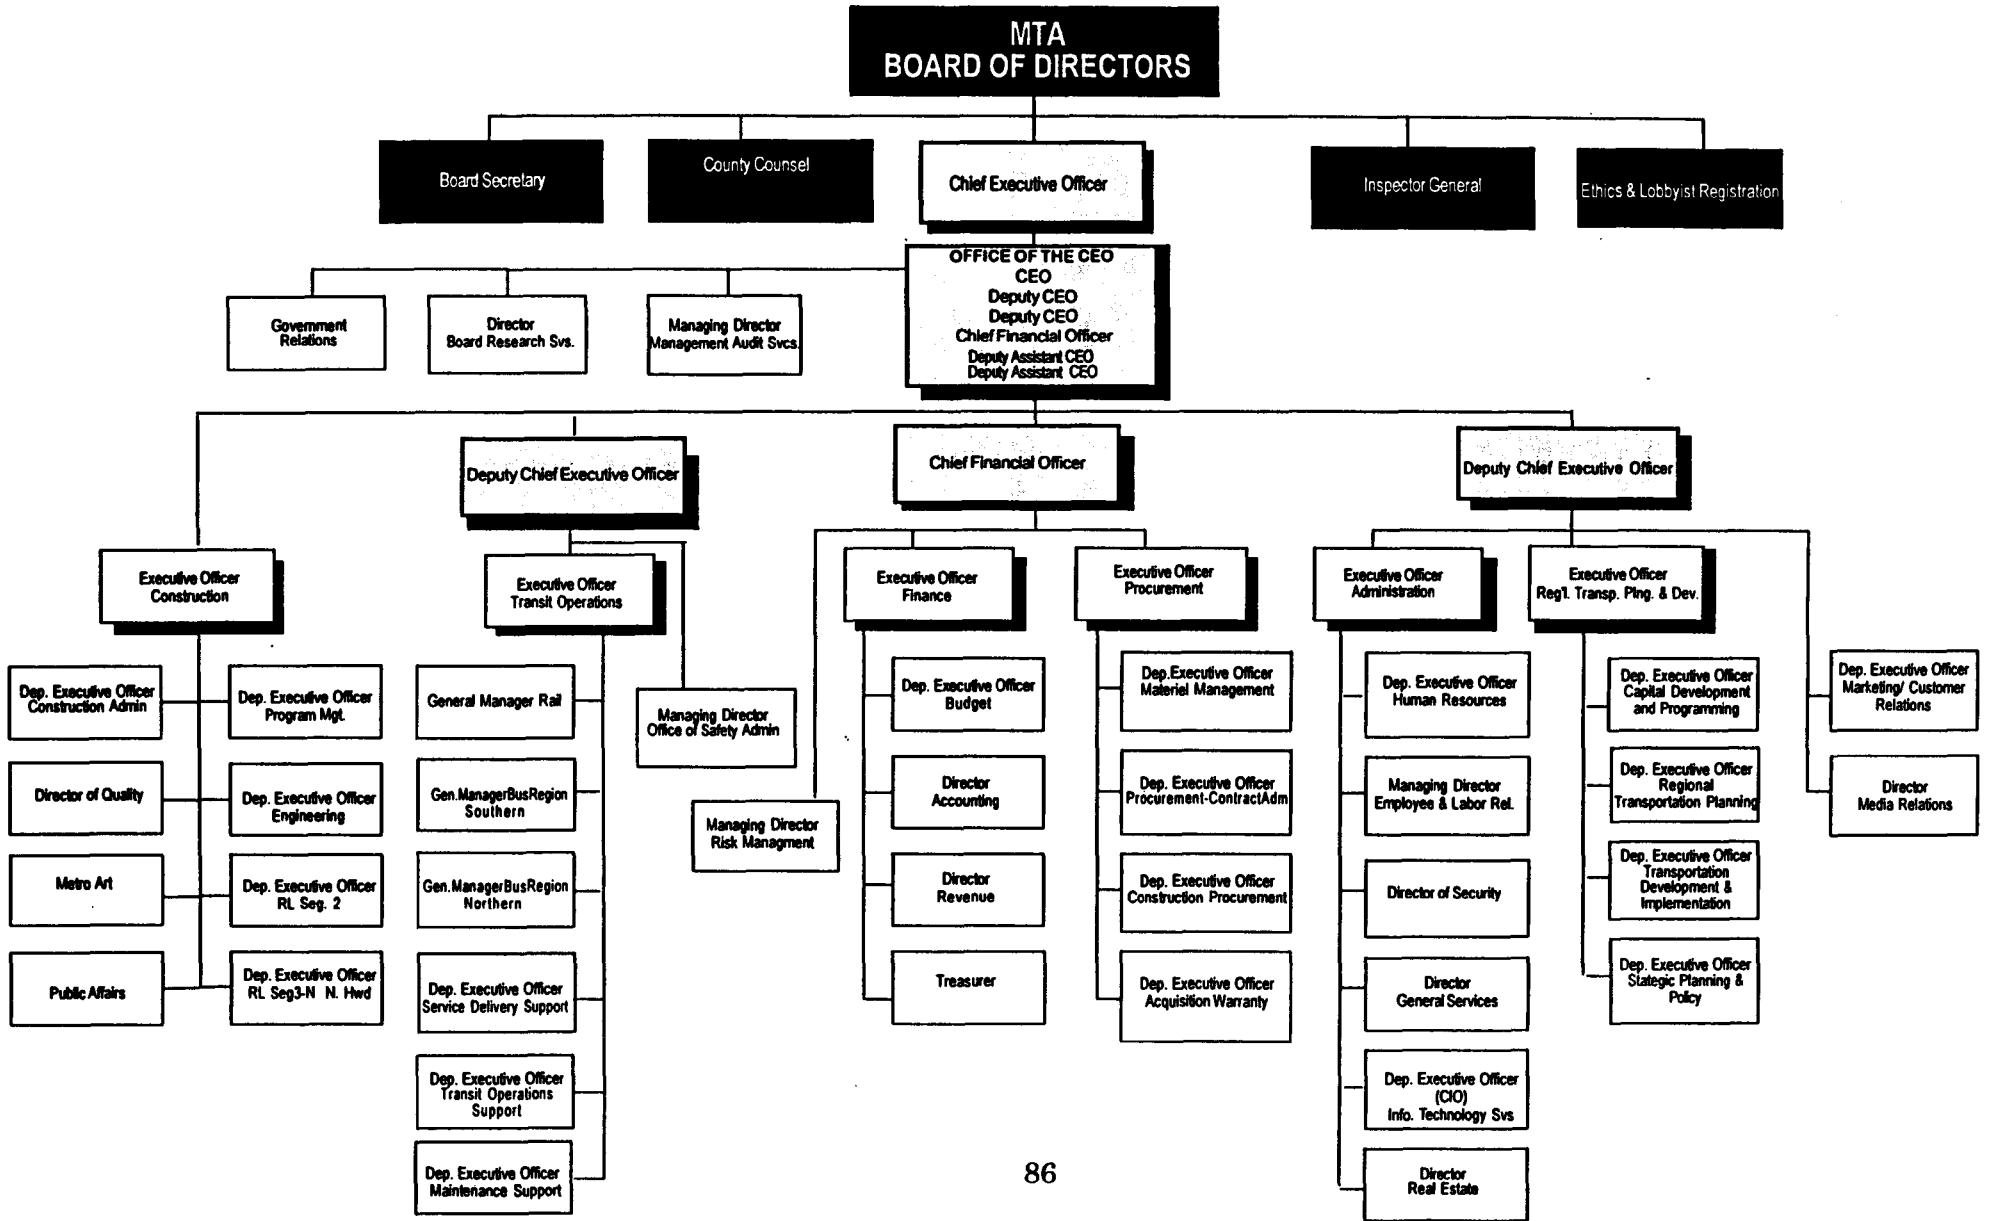 MTA
BOARD OF DIRECTORS
Board Secretary
County Counsel
Chief Executive Officer
Inspector General
Ethics & Lobbyist Registration
OFFICE OF THE CEO
CEO
Deputy CEO
Deputy CEO
Chief Financial Officer
Deputy Assistant CEO
Deputy Assistant CEO
Government
Relations
Director
Board Research Svs.
Managing Director
Management Audit Svcs.
Deputy Chief Executive Officer
Chief Financial Officer
Deputy Chief Executive Officer
Executive Officer
Construction
Executive Officer
Transit Operations
Executive Officer
Finance
Executive Officer
Procurement
Executive Officer
Administration
Executive Officer
Reg'l. Transp. Plng. & Dev.
Dep. Executive Officer
Construction Admin
Dep. Executive Officer
Program Mgt.
Director of Quality
Dep. Executive Officer
Engineering
Metro Art
Dep. Executive Officer
RL Seg. 2
Public Affairs
Dep. Executive Officer
RL Seg3-N N. Hwd
General Manager Rail
Gen.ManagerBusRegion
Southern
Gen.ManagerBusRegion
Northern
Dep. Executive Officer
Service Delivery Support
Dep. Executive Officer
Transit Operations
Support
Dep. Executive Officer
Maintenance Support
Managing Director
Office of Safety Admin
Managing Director
Risk Managment
Dep. Executive Officer
Budget
Director
Accounting
Director
Revenue
Treasurer
Dep.Executive Officer
Materiel Management
Dep. Executive Officer
Procurement-ContractAdm
Dep. Executive Officer
Construction Procurement
Dep. Executive Officer
Acquisition Warranty
Dep. Executive Officer
Human Resources
Managing Director
Employee & Labor Rel.
Director of Security
Director
General Services
Dep. Executive Officer
(CIO)
Info. Technology Svs
Director
Real Estate
Dep. Executive Officer
Capital Development
and Programming
Dep. Executive Officer
Regional
Transportation Planning
Dep. Executive Officer
Transportation
Development &
Implementation
Dep. Executive Officer
Stategic Planning &
Policy
Dep. Executive Officer
Marketing/ Customer
Relations
Director
Media Relations
86